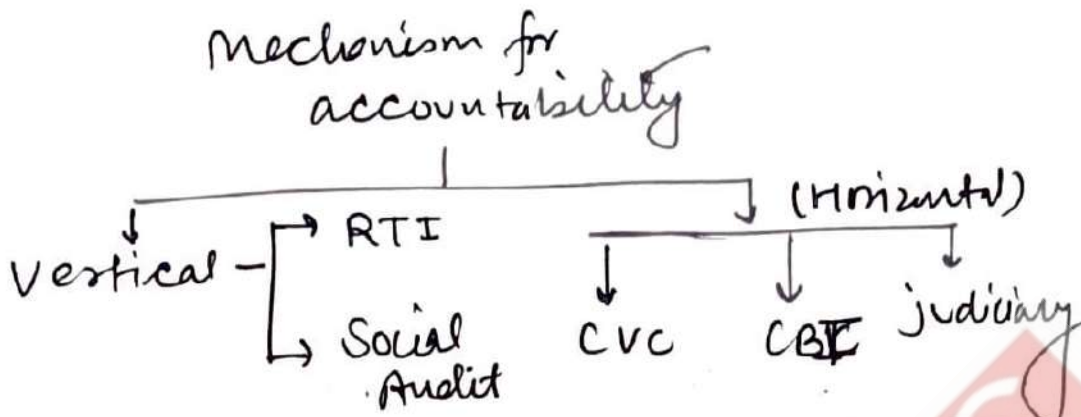 Mechanism for
accountability
(Horizontal)
Vertical
RTI
Social
Audit
CVC
CBI
judiciary